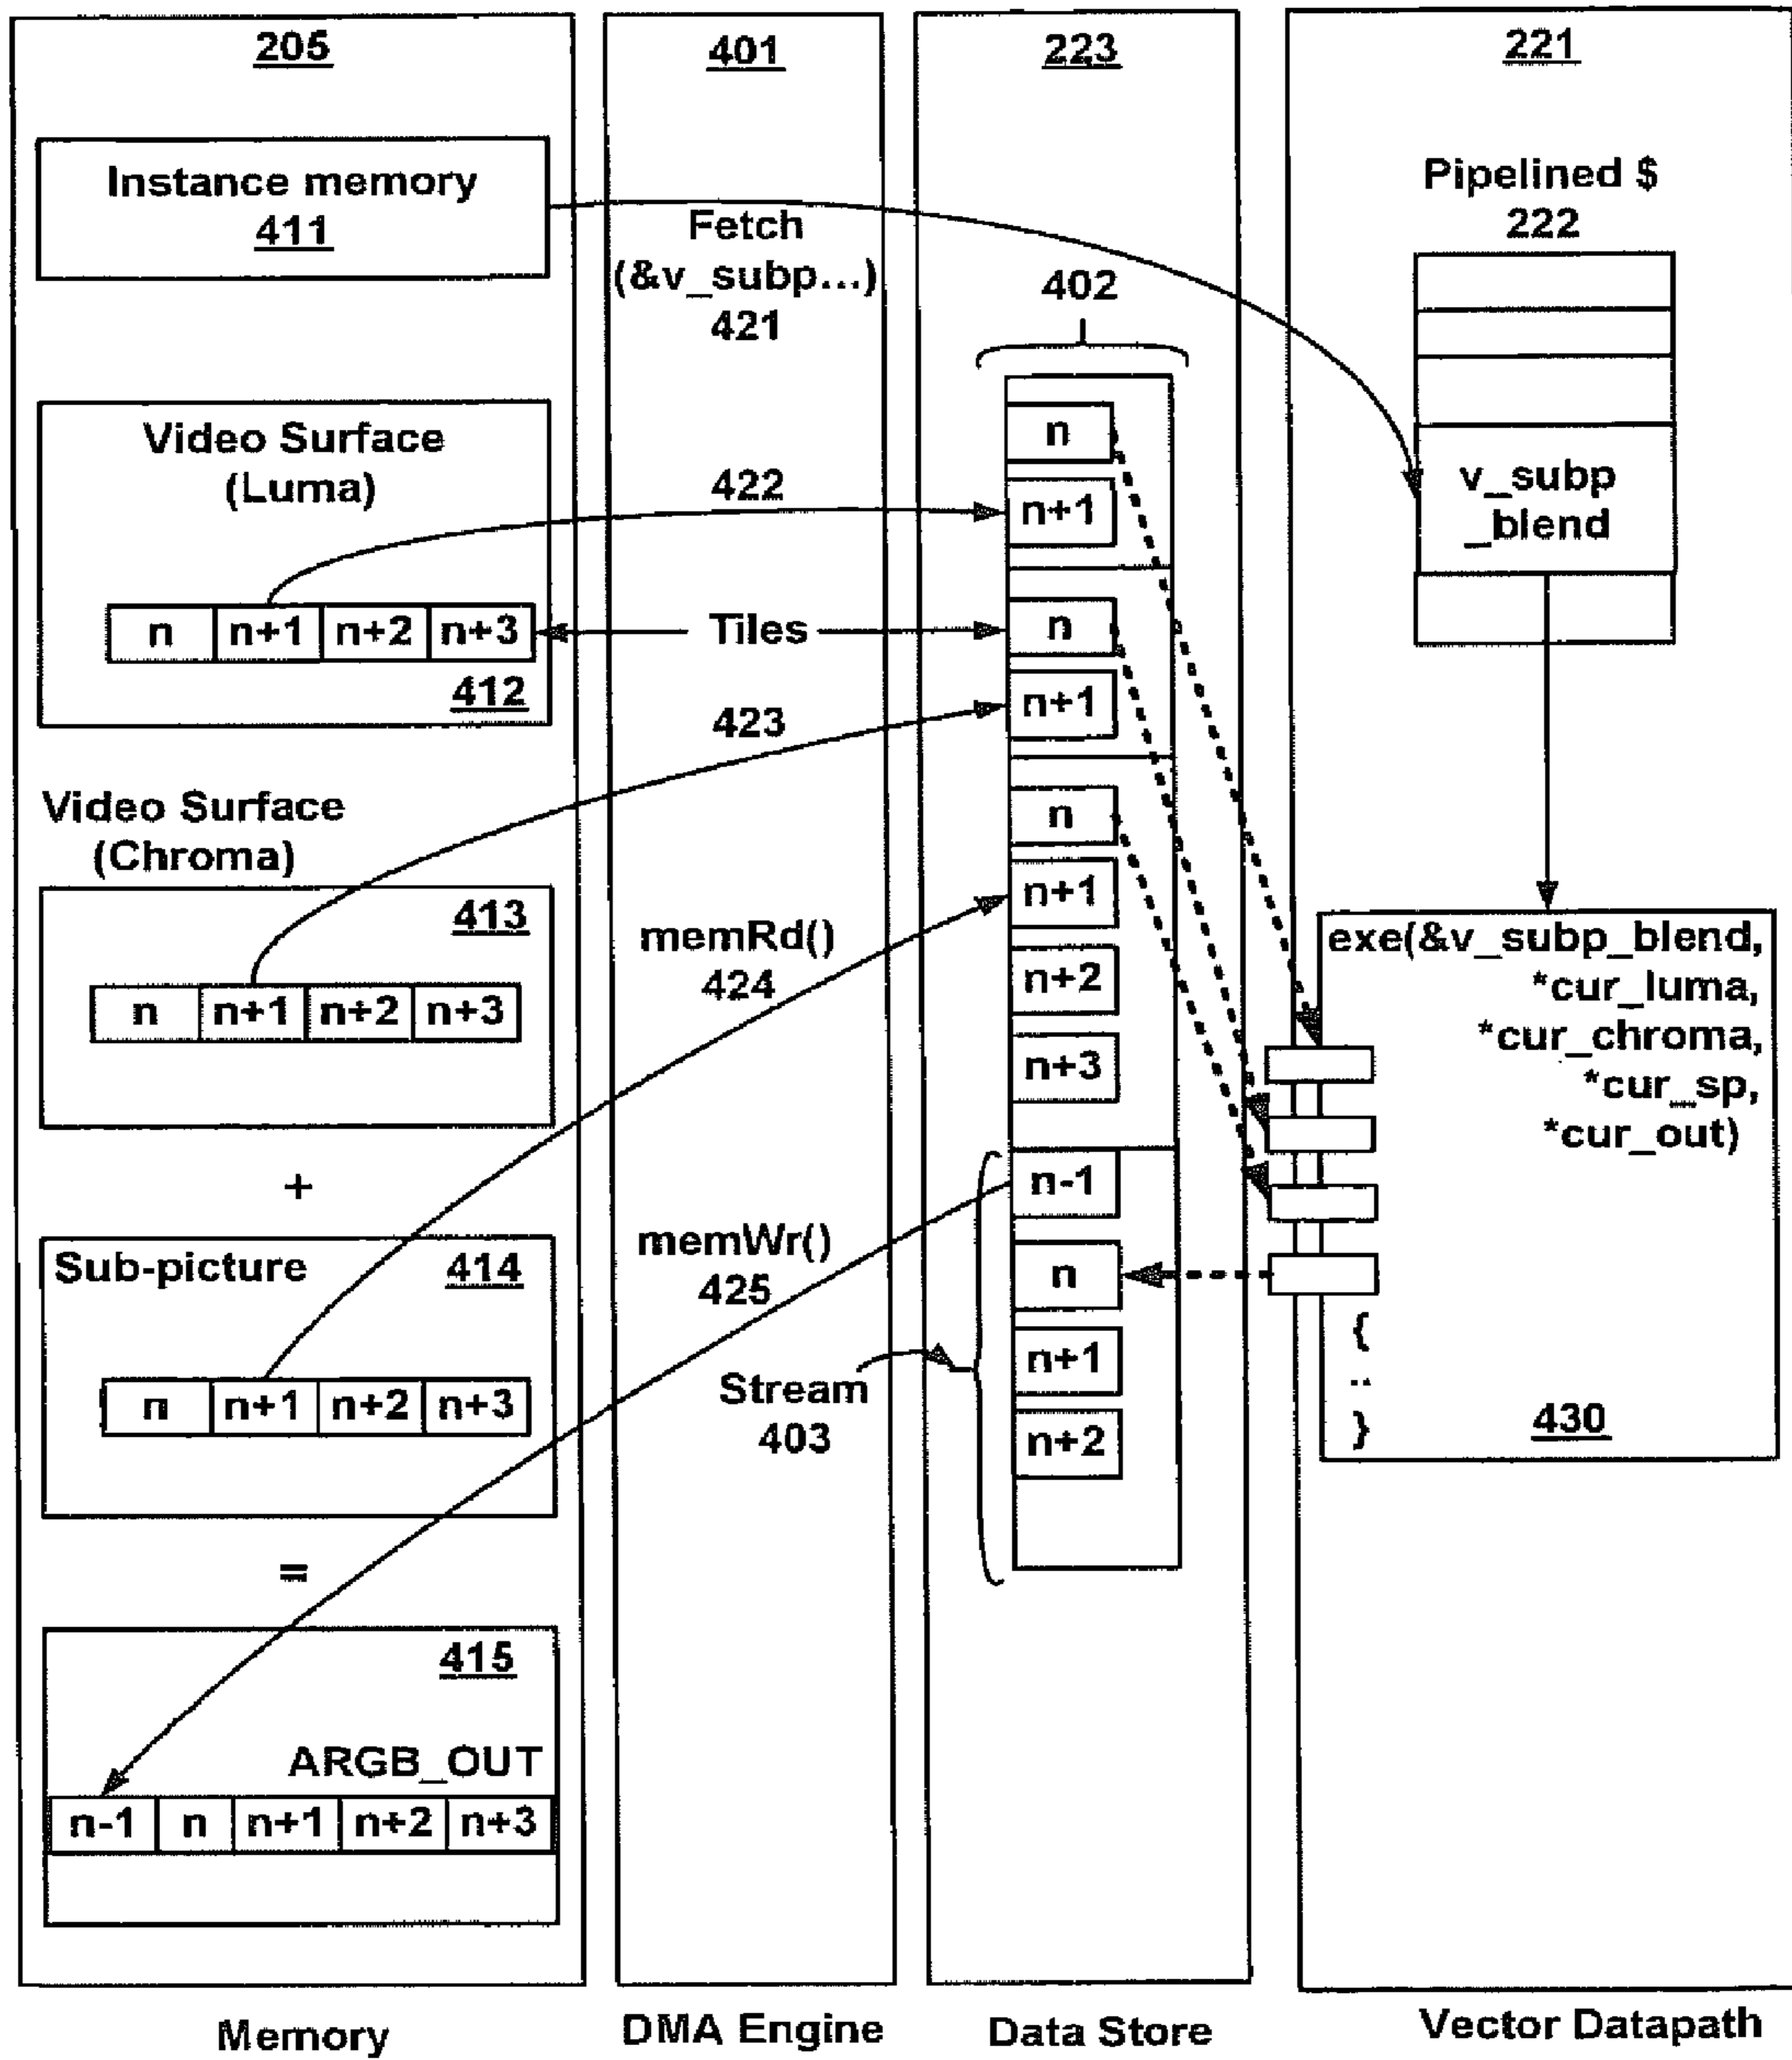 205
Instance memory
411
Video Surface
(Luma)
n n+1 n+2 n+3
412
Video Surface
(Chroma)
413
n n+1 n+2 n+3
+
Sub-picture 414
n n+1 n+2 n+3
=
415
ARGB_OUT
n-1 n n+1 n+2 n+3
Memory
401
Fetch
(&v_subp...)
421
422
Tiles
423
memRd()
424
memWr()
425
Stream
403
DMA Engine
223
402
n
n+1
n
n+1
n
n+1
n+2
n+3
n-1
n
n+1
n+2
Data Store
221
Pipelined $
222
v_subp
_blend
exe(&v_subp_blend,
*cur_luma,
*cur_chroma,
*cur_sp,
*cur_out)
{
..
}
430
Vector Datapath